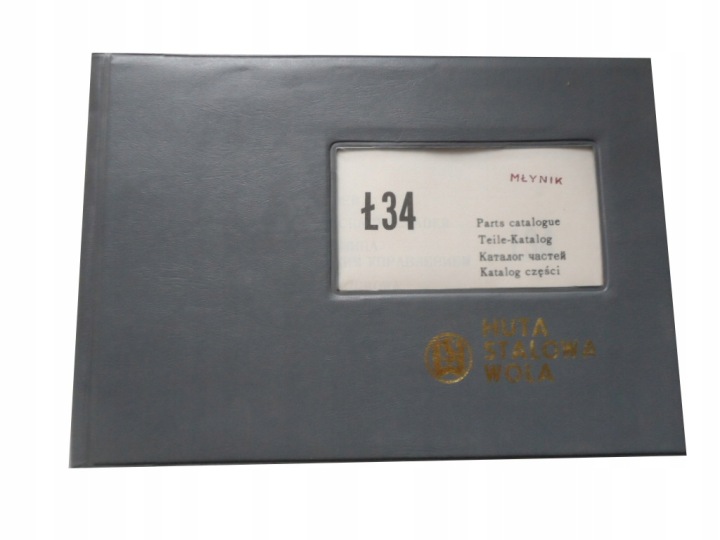 MŁYNIK
Ł34
Parts catalogue
Teile-Katalog
Каталог частей
Katalog części
HUTA
STALOWA
WOLA